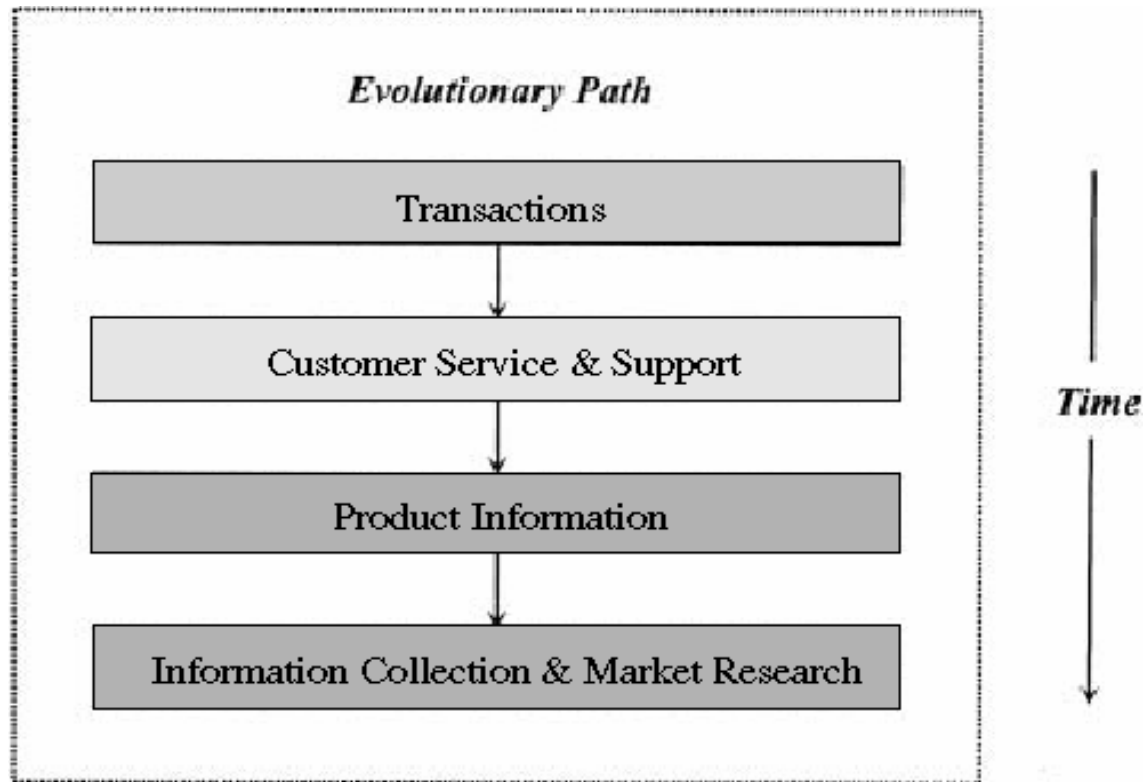 Evolutionary Path
Transactions
Customer Service & Support
Time
Product Information
Information Collection & Market Research